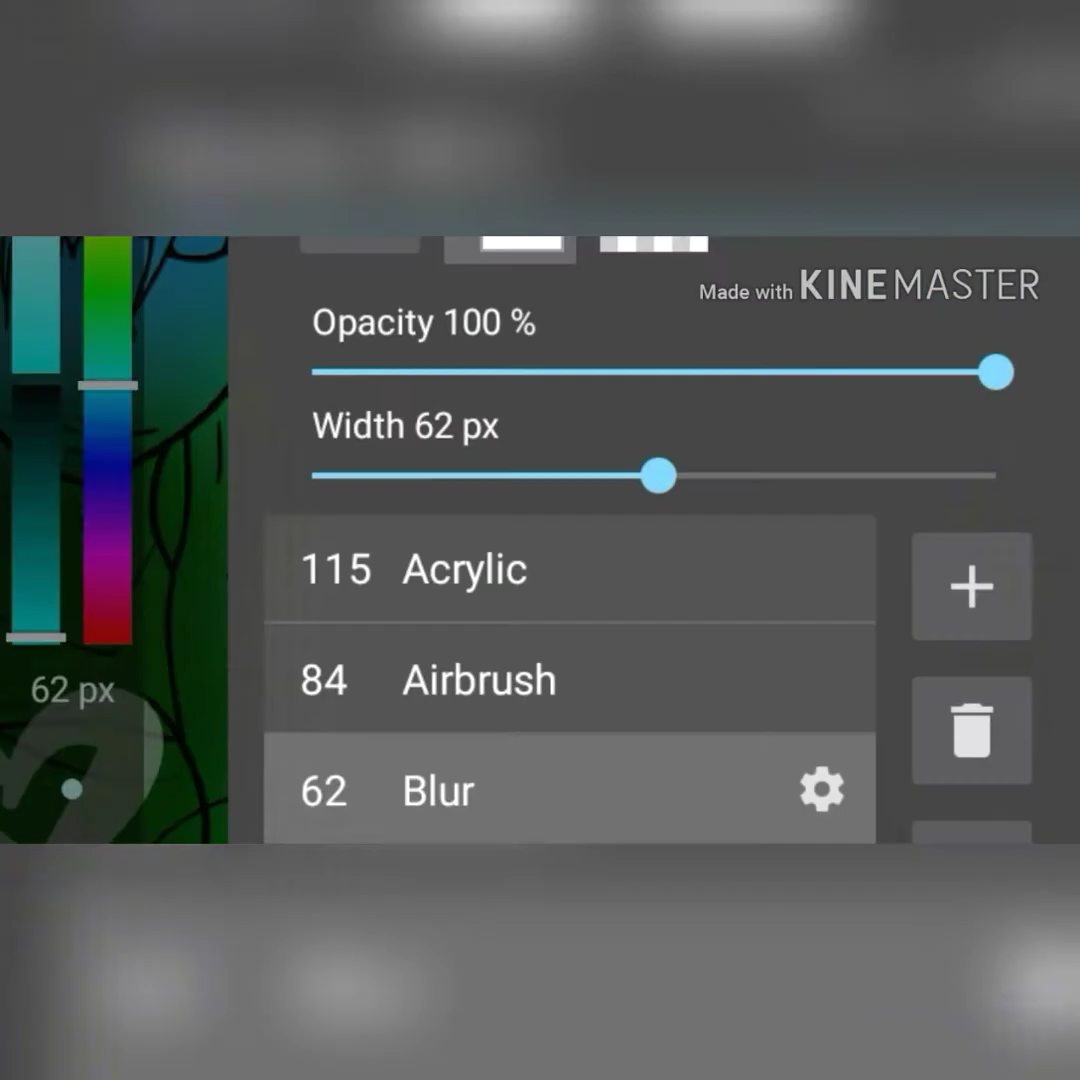 Made with KINEMASTER
Opacity 100 %
Width 62 px
115 Acrylic
84 Airbrush
62 px
62 Blur